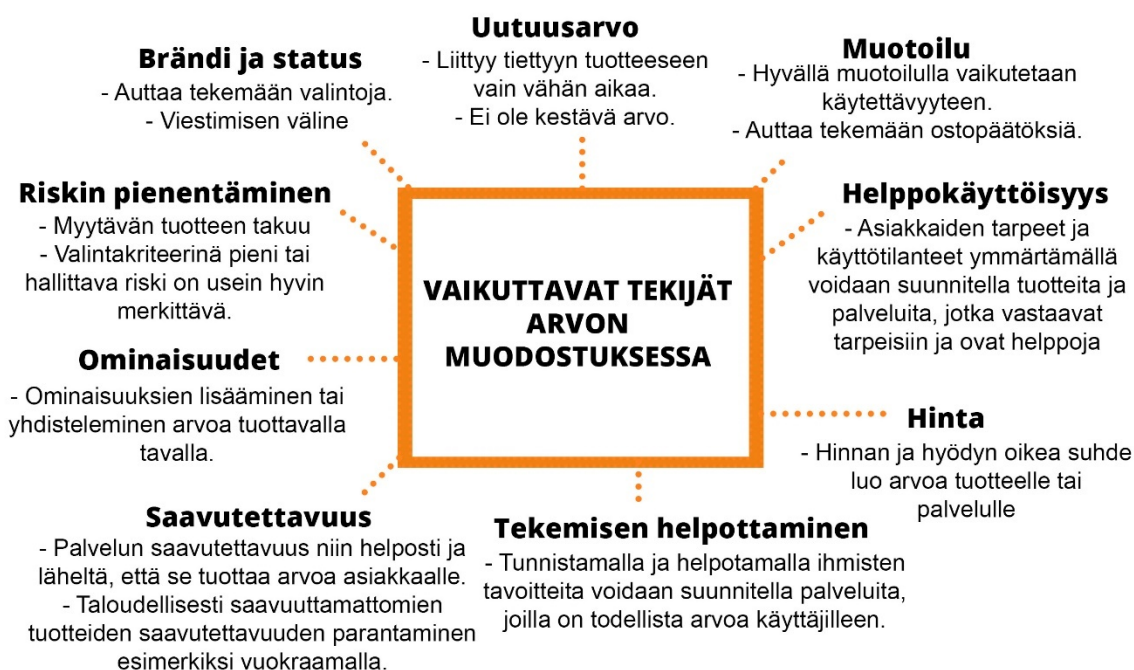 Uutuusarvo
- Liittyy tiettyyn tuotteeseen
vain vähän aikaa.
- Ei ole kestävä arvo.
Brändi ja status
- Auttaa tekemään valintoja.
- Viestimisen väline
Muotoilu
- Hyvällä muotoilulla vaikutetaan
käytettävyyteen.
- Auttaa tekemään ostopäätöksiä.
Riskin pienentäminen
- Myytävän tuotteen takuu
- Valintakriteerinä pieni tai
hallittava riski on usein hyvin
merkittävä.
Helppokäyttöisyys
- Asiakkaiden tarpeet ja
käyttötilanteet ymmärtämällä
voidaan suunnitella tuotteita ja
palveluita, jotka vastaavat
tarpeisiin ja ovat helppoja
VAIKUTTAVAT TEKIJÄT
ARVON
MUODOSTUKSESSA
Ominaisuudet
- Ominaisuuksien lisääminen tai
yhdisteleminen arvoa tuottavalla
tavalla.
Hinta
- Hinnan ja hyödyn oikea suhde
luo arvoa tuotteelle tai
palvelulle
Saavutettavuus
- Palvelun saavutettavuus niin helposti ja
läheltä, että se tuottaa arvoa asiakkaalle.
- Taloudellisesti saavuuttamattomien
tuotteiden saavutettavuuden parantaminen
esimerkiksi vuokraamalla.
Tekemisen helpottaminen
- Tunnistamalla ja helpotamalla ihmisten
tavoitteita voidaan suunnitella palveluita,
joilla on todellista arvoa käyttäjilleen.